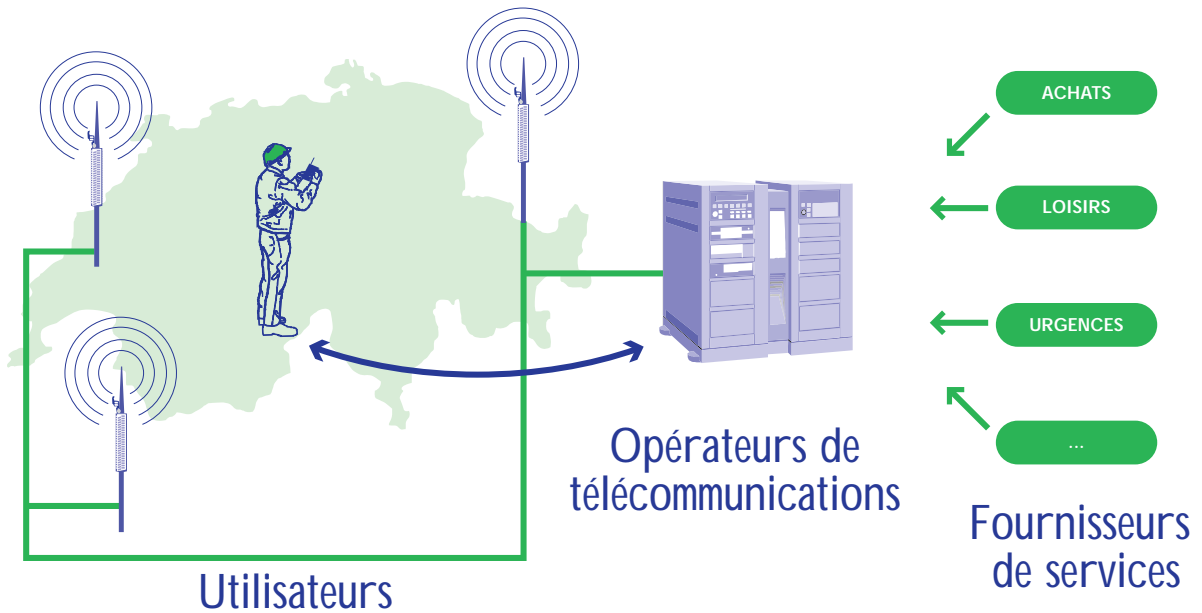 ACHATS
LOISIRS
URGENCES
...
Opérateurs de
télécommunications
Fournisseurs
de services
Utilisateurs